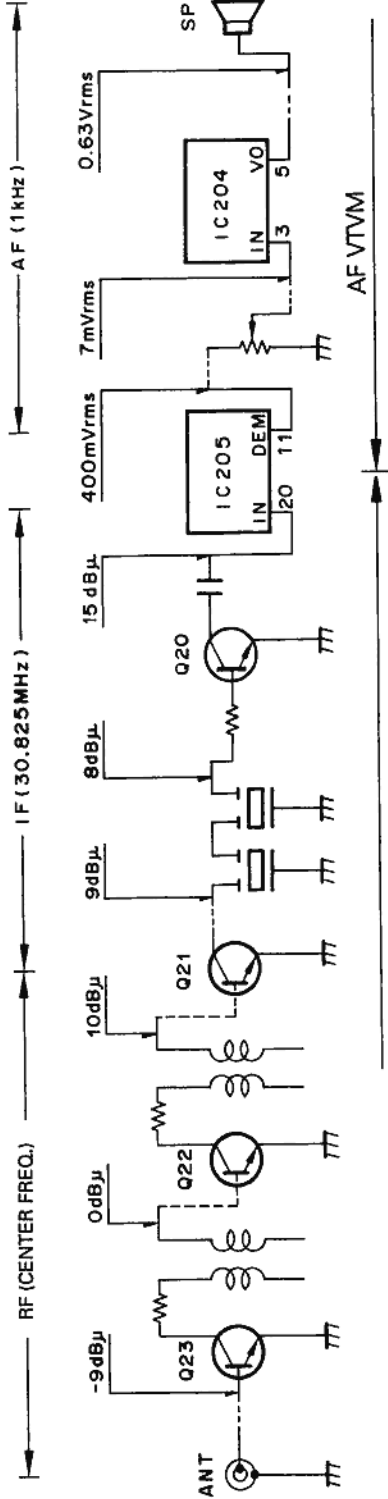 RF (CENTER FREQ.)
IF (30.825MHz)
AF (1kHz)
-9dBμ
0dBμ
10dBμ
9dBμ
8dBμ
15dBμ
400mVrms
7mVrms
0.63Vrms
ANT
Q23
Q22
Q21
Q20
IC205
IN
20
DEM
11
IC204
IN
3
VO
5
SP
AF VTVM